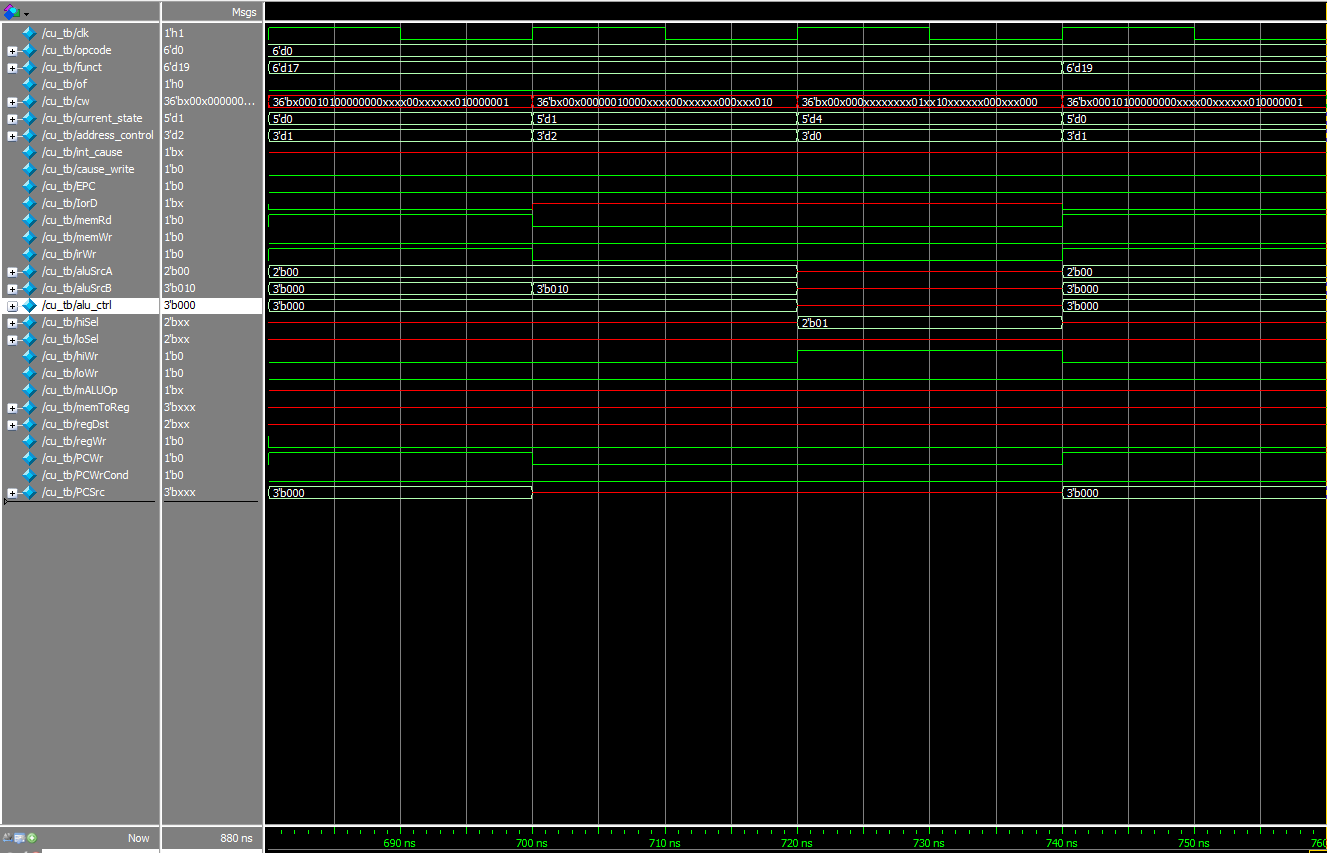 Msgs
/cu_tb/clk 1'h1
/cu_tb/opcode 6'd0 6'd0
/cu_tb/funct 6'd19 6'd17 6'd19
/cu_tb/of 1'h0
/cu_tb/cw 36'bx00x000000... 36'bx00010100000000xxxx00xxxxxx010000001 36'bx00x00000010000xxxx00xxxxxx000xxx010 36'bx00x000xxxxxxxx01xx10xxxxxx000xxx000 36'bx00010100000000xxxx00xxxxxx010000001
/cu_tb/current_state 5'd1 5'd0 5'd1 5'd4 5'd0
/cu_tb/address_control 3'd2 3'd1 3'd2 3'd0 3'd1
/cu_tb/int_cause 1'bx
/cu_tb/cause_write 1'b0
/cu_tb/EPC 1'b0
/cu_tb/IorD 1'bx
/cu_tb/memRd 1'b0
/cu_tb/memWr 1'b0
/cu_tb/irWr 1'b0
/cu_tb/aluSrcA 2'b00 2'b00 2'b00
/cu_tb/aluSrcB 3'b010 3'b000 3'b010 3'b000
/cu_tb/alu_ctrl 3'b000 3'b000 3'b000
/cu_tb/hiSel 2'bxx 2'b01
/cu_tb/loSel 2'bxx
/cu_tb/hiWr 1'b0
/cu_tb/loWr 1'b0
/cu_tb/mALUOp 1'bx
/cu_tb/memToReg 3'bxxx
/cu_tb/regDst 2'bxx
/cu_tb/regWr 1'b0
/cu_tb/PCWr 1'b0
/cu_tb/PCWrCond 1'b0
/cu_tb/PCSrc 3'bxxx 3'b000 3'b000
Now 880 ns
690 ns 700 ns 710 ns 720 ns 730 ns 740 ns 750 ns 760